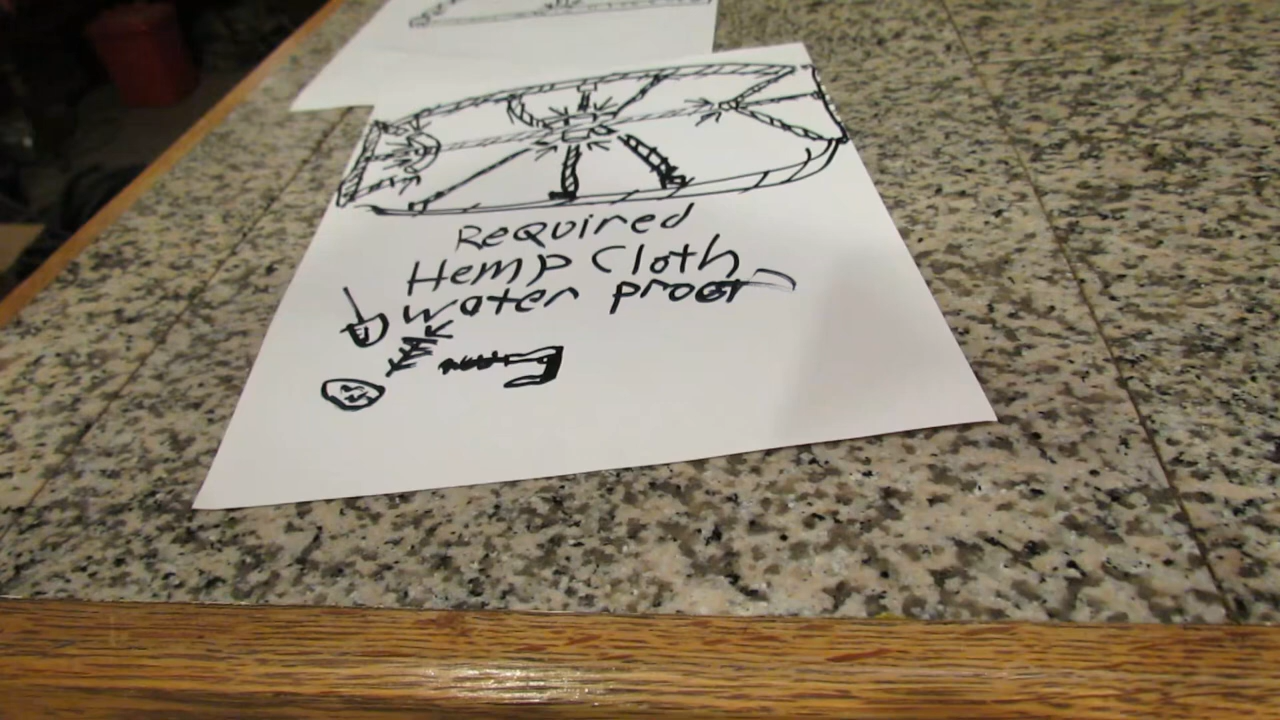 Required
Hemp Cloth
water proof